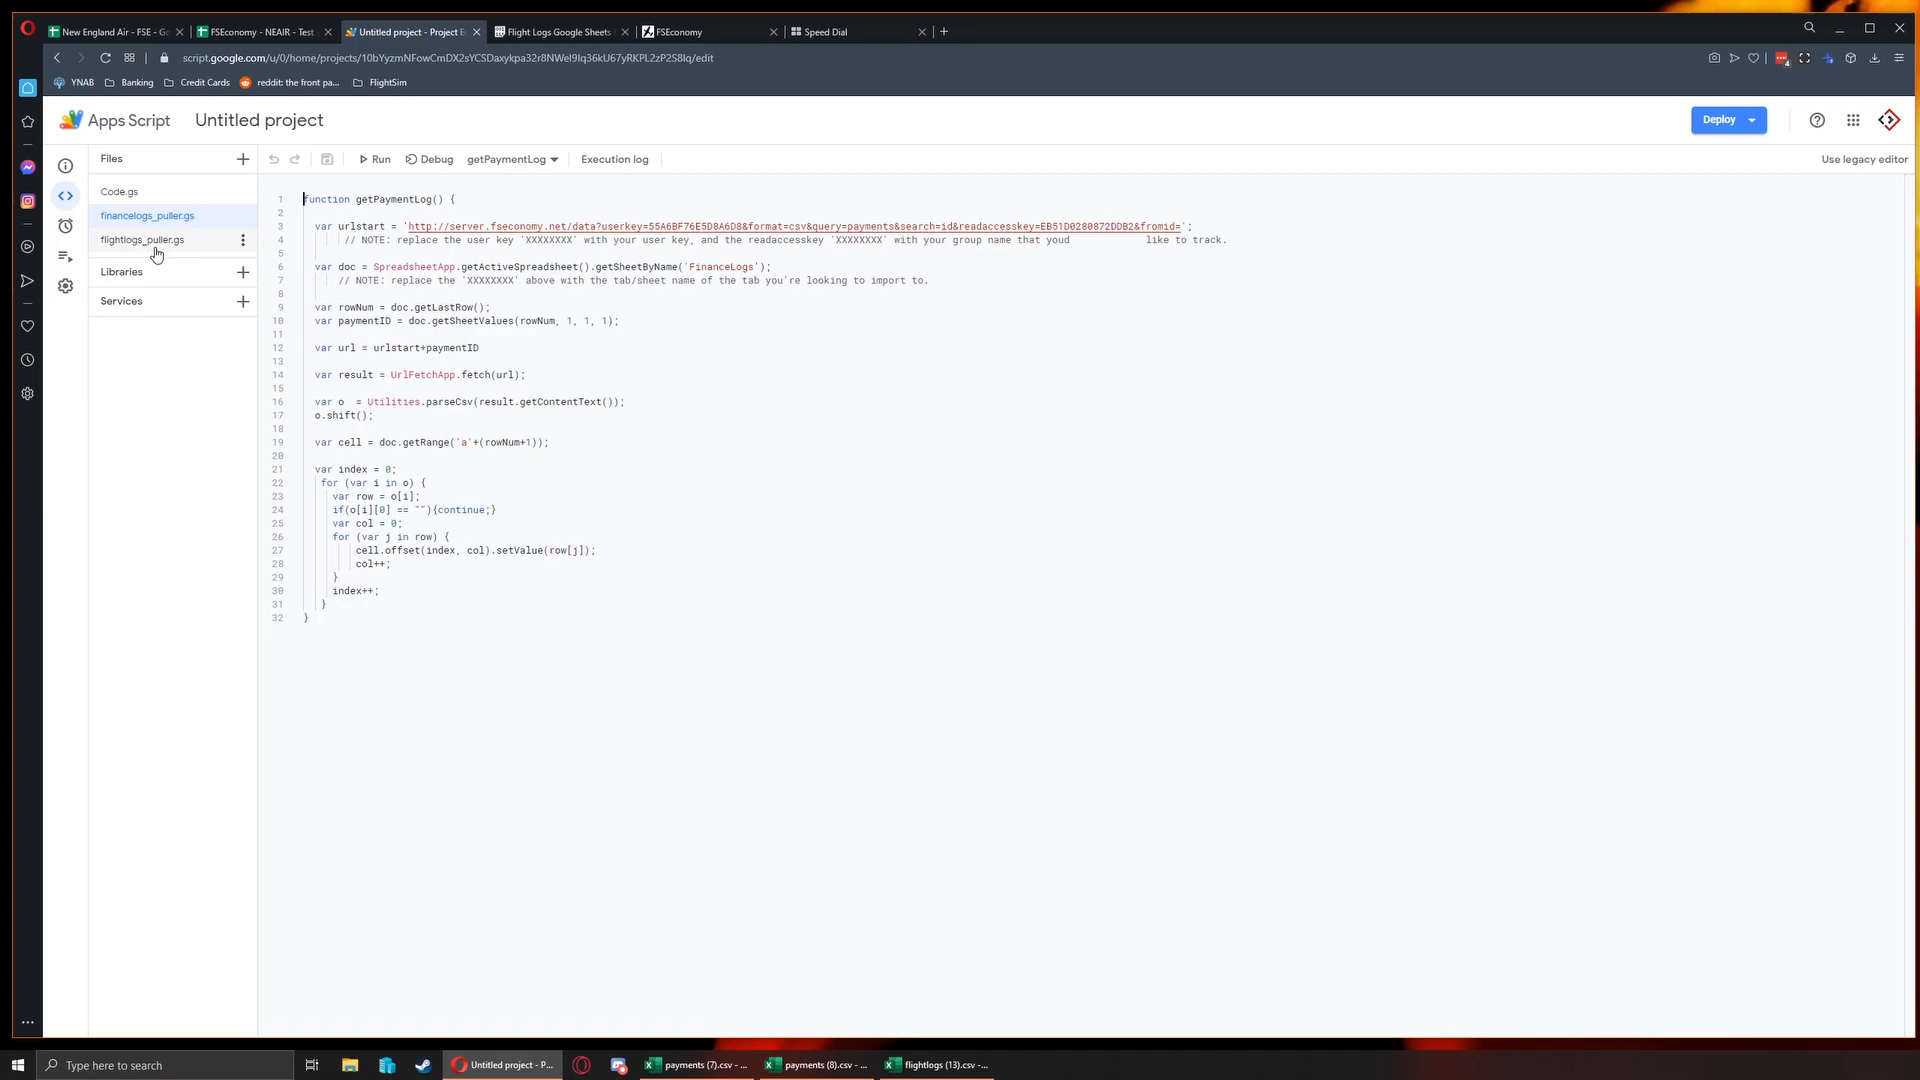 New England Air - FSE - Go
FSEconomy - NEAIR - Test
Untitled project - Project E
Flight Logs Google Sheets
FSEconomy
Speed Dial
script.google.com/u/0/home/projects/10bYyzmNFowCmDX2sYCSDaxykpa32r8NWel9Iq36kU67yRKPL2zP2S8Iq/edit
YNAB
Banking
Credit Cards
reddit: the front pa...
FlightSim
Apps Script
Untitled project
Deploy
Files
Run
Debug
getPaymentLog
Execution log
Use legacy editor
Code.gs
financelogs_puller.gs
flightlogs_puller.gs
Libraries
Services
1 function getPaymentLog() {
2
3 var urlstart = 'http://server.fseconomy.net/data?userkey=55A6BF76E5D8A6D8&format=csv&query=payments&search=id&readaccesskey=EB51D0280872DDB2&fromid=';
4 // NOTE: replace the user key `XXXXXXXX` with your user key, and the readaccesskey `XXXXXXXX` with your group name that youd like to track.
5
6 var doc = SpreadsheetApp.getActiveSpreadsheet().getSheetByName('FinanceLogs');
7 // NOTE: replace the `XXXXXXXX` above with the tab/sheet name of the tab you're looking to import to.
8
9 var rowNum = doc.getLastRow();
10 var paymentID = doc.getSheetValues(rowNum, 1, 1, 1);
11
12 var url = urlstart+paymentID
13
14 var result = UrlFetchApp.fetch(url);
15
16 var o  = Utilities.parseCsv(result.getContentText());
17 o.shift();
18
19 var cell = doc.getRange('a'+(rowNum+1));
20
21 var index = 0;
22 for (var i in o) {
23 var row = o[i];
24 if(o[i][0] == ""){continue;}
25 var col = 0;
26 for (var j in row) {
27 cell.offset(index, col).setValue(row[j]);
28 col++;
29 }
30 index++;
31 }
32 }
Type here to search
Untitled project - P...
payments (7).csv - ...
payments (8).csv - ...
flightlogs (13).csv -...